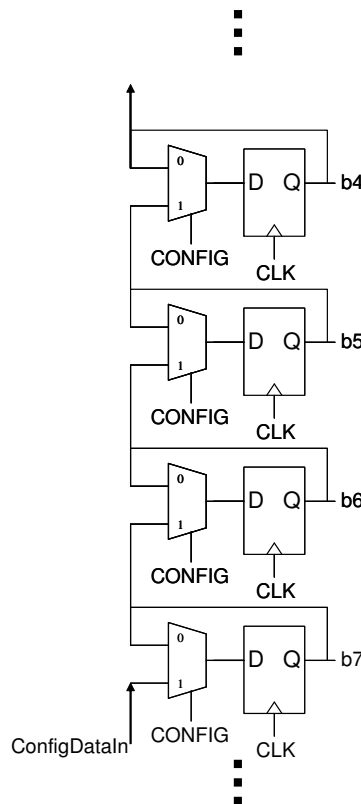 0
1
D Q
b4
CONFIG
CLK
0
1
D Q
b5
CONFIG
CLK
0
1
D Q
b6
CONFIG
CLK
0
1
D Q
b7
ConfigDataIn
CONFIG
CLK